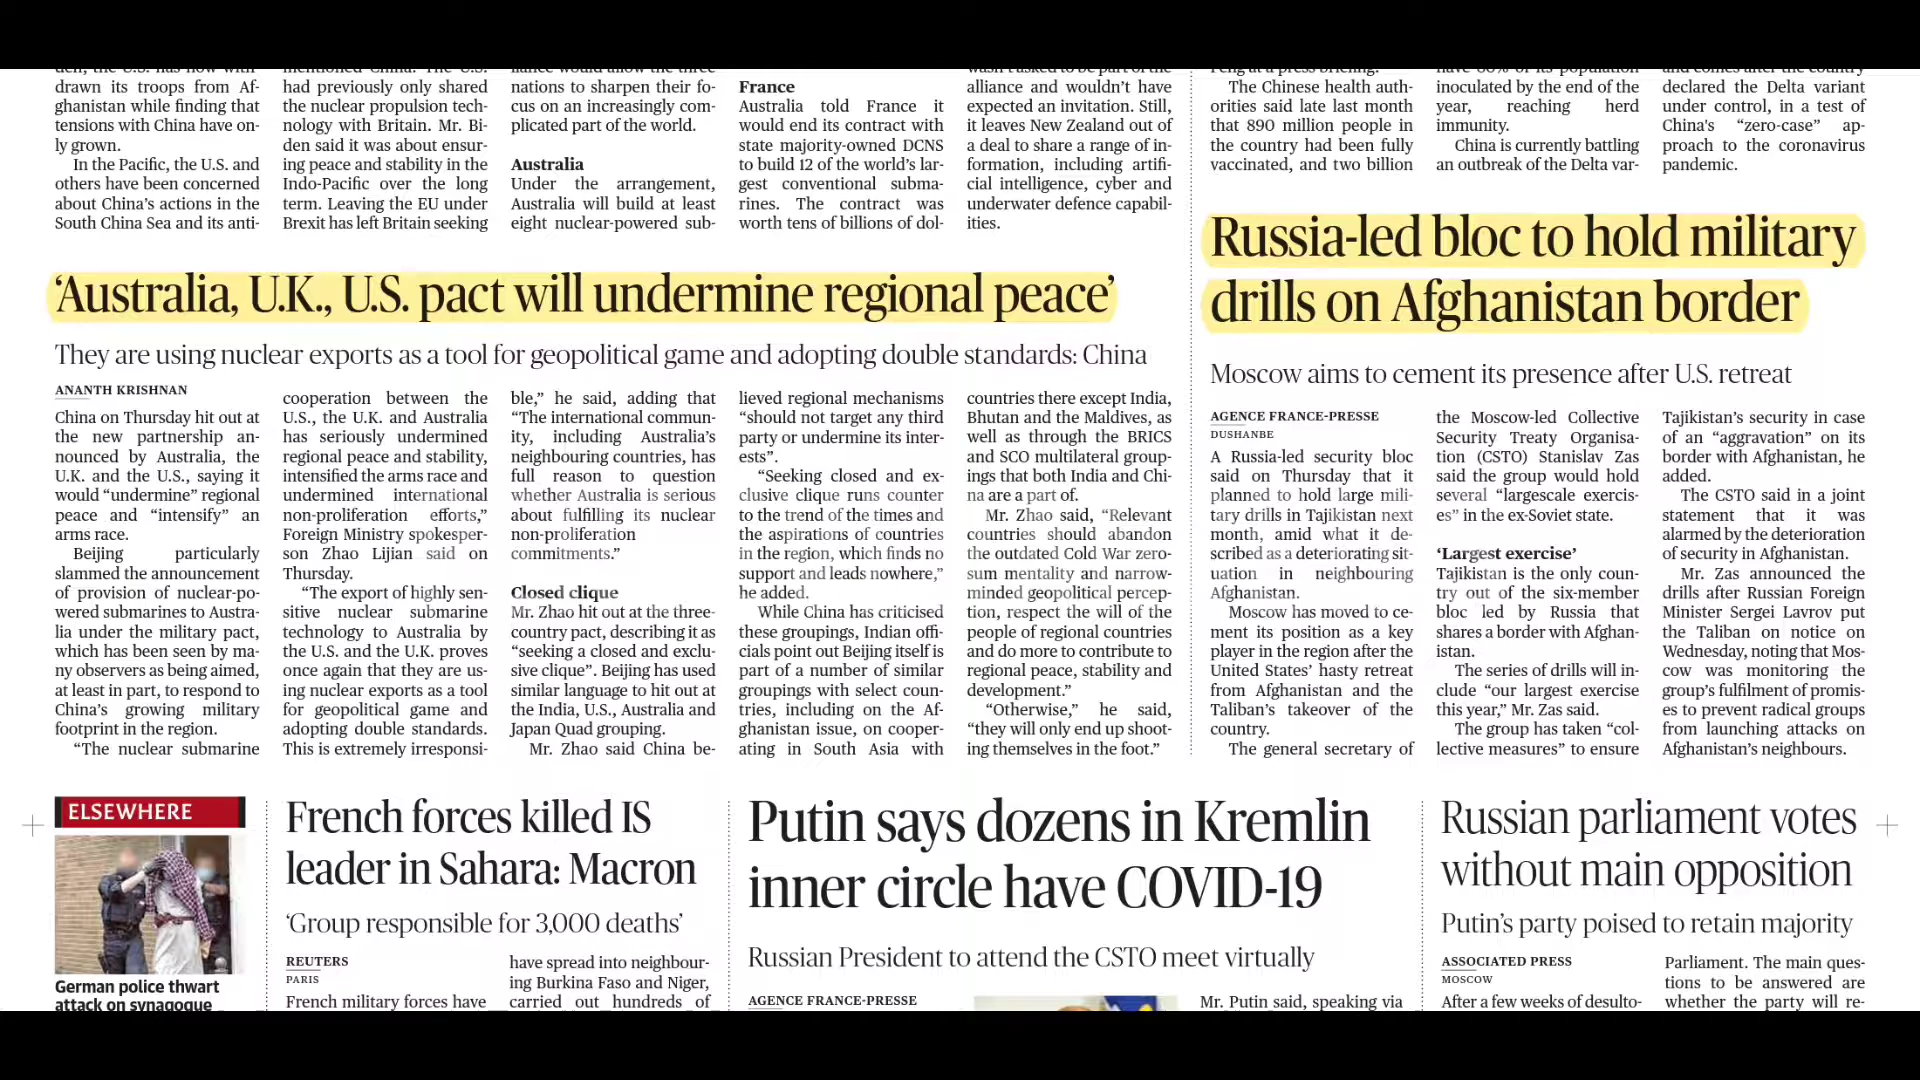 drawn its troops from Af-
ghanistan while finding that
tensions with China have on-
ly grown.
In the Pacific, the U.S. and
others have been concerned
about China's actions in the
South China Sea and its anti-
had previously only shared
the nuclear propulsion tech-
nology with Britain. Mr. Bi-
den said it was about ensur-
ing peace and stability in the
Indo-Pacific over the long
term. Leaving the EU under
Brexit has left Britain seeking
nations to sharpen their fo-
cus on an increasingly com-
plicated part of the world.
Australia
Under the arrangement,
Australia will build at least
eight nuclear-powered sub-
France
Australia told France it
would end its contract with
state majority-owned DCNS
to build 12 of the world's lar-
gest conventional subma-
rines. The contract was
worth tens of billions of dol-
alliance and wouldn't have
expected an invitation. Still,
it leaves New Zealand out of
a deal to share a range of in-
formation, including artifi-
cial intelligence, cyber and
underwater defence capabil-
ities.
The Chinese health auth-
orities said late last month
that 890 million people in
the country had been fully
vaccinated, and two billion
inoculated by the end of the
year, reaching herd
immunity.
China is currently battling
an outbreak of the Delta var-
declared the Delta variant
under control, in a test of
China's “zero-case” ap-
proach to the coronavirus
pandemic.
‘Australia, U.K., U.S. pact will undermine regional peace’
They are using nuclear exports as a tool for geopolitical game and adopting double standards: China
ANANTH KRISHNAN
China on Thursday hit out at
the new partnership an-
nounced by Australia, the
U.K. and the U.S., saying it
would “undermine” regional
peace and “intensify” an
arms race.
Beijing particularly
slammed the announcement
of provision of nuclear-po-
wered submarines to Austra-
lia under the military pact,
which has been seen by ma-
ny observers as being aimed,
at least in part, to respond to
China's growing military
footprint in the region.
“The nuclear submarine
cooperation between the
U.S., the U.K. and Australia
has seriously undermined
regional peace and stability,
intensified the arms race and
undermined international
non-proliferation efforts,”
Foreign Ministry spokesper-
son Zhao Lijian said on
Thursday.
“The export of highly sen-
sitive nuclear submarine
technology to Australia by
the U.S. and the U.K. proves
once again that they are us-
ing nuclear exports as a tool
for geopolitical game and
adopting double standards.
This is extremely irresponsi-
ble,” he said, adding that
“The international commun-
ity, including Australia's
neighbouring countries, has
full reason to question
whether Australia is serious
about fulfilling its nuclear
non-proliferation
commitments.”
Closed clique
Mr. Zhao hit out at the three-
country pact, describing it as
“seeking a closed and exclu-
sive clique”. Beijing has used
similar language to hit out at
the India, U.S., Australia and
Japan Quad grouping.
Mr. Zhao said China be-
lieved regional mechanisms
“should not target any third
party or undermine its inter-
ests”.
“Seeking closed and ex-
clusive clique runs counter
to the trend of the times and
the aspirations of countries
in the region, which finds no
support and leads nowhere,”
he added.
While China has criticised
these groupings, Indian offi-
cials point out Beijing itself is
part of a number of similar
groupings with select coun-
tries, including on the Af-
ghanistan issue, on cooper-
ating in South Asia with
countries there except India,
Bhutan and the Maldives, as
well as through the BRICS
and SCO multilateral group-
ings that both India and Chi-
na are a part of.
Mr. Zhao said, “Relevant
countries should abandon
the outdated Cold War zero-
sum mentality and narrow-
minded geopolitical percep-
tion, respect the will of the
people of regional countries
and do more to contribute to
regional peace, stability and
development.”
“Otherwise,” he said,
“they will only end up shoot-
ing themselves in the foot.”
Russia-led bloc to hold military
drills on Afghanistan border
Moscow aims to cement its presence after U.S. retreat
AGENCE FRANCE-PRESSE
DUSHANBE
A Russia-led security bloc
said on Thursday that it
planned to hold large mili-
tary drills in Tajikistan next
month, amid what it de-
scribed as a deteriorating sit-
uation in neighbouring
Afghanistan.
Moscow has moved to ce-
ment its position as a key
player in the region after the
United States' hasty retreat
from Afghanistan and the
Taliban's takeover of the
country.
The general secretary of
the Moscow-led Collective
Security Treaty Organisa-
tion (CSTO) Stanislav Zas
said the group would hold
several “largescale exercis-
es” in the ex-Soviet state.
‘Largest exercise’
Tajikistan is the only coun-
try out of the six-member
bloc led by Russia that
shares a border with Afghan-
istan.
The series of drills will in-
clude “our largest exercise
this year,” Mr. Zas said.
The group has taken “col-
lective measures” to ensure
Tajikistan's security in case
of an “aggravation” on its
border with Afghanistan, he
added.
The CSTO said in a joint
statement that it was
alarmed by the deterioration
of security in Afghanistan.
Mr. Zas announced the
drills after Russian Foreign
Minister Sergei Lavrov put
the Taliban on notice on
Wednesday, noting that Mos-
cow was monitoring the
group's fulfilment of promis-
es to prevent radical groups
from launching attacks on
Afghanistan's neighbours.
ELSEWHERE
German police thwart
attack on synagogue
French forces killed IS
leader in Sahara: Macron
‘Group responsible for 3,000 deaths’
REUTERS
PARIS
French military forces have
have spread into neighbour-
ing Burkina Faso and Niger,
carried out hundreds of
Putin says dozens in Kremlin
inner circle have COVID-19
Russian President to attend the CSTO meet virtually
AGENCE FRANCE-PRESSE
Mr. Putin said, speaking via
Russian parliament votes
without main opposition
Putin's party poised to retain majority
ASSOCIATED PRESS
MOSCOW
After a few weeks of desulto-
Parliament. The main ques-
tions to be answered are
whether the party will re-